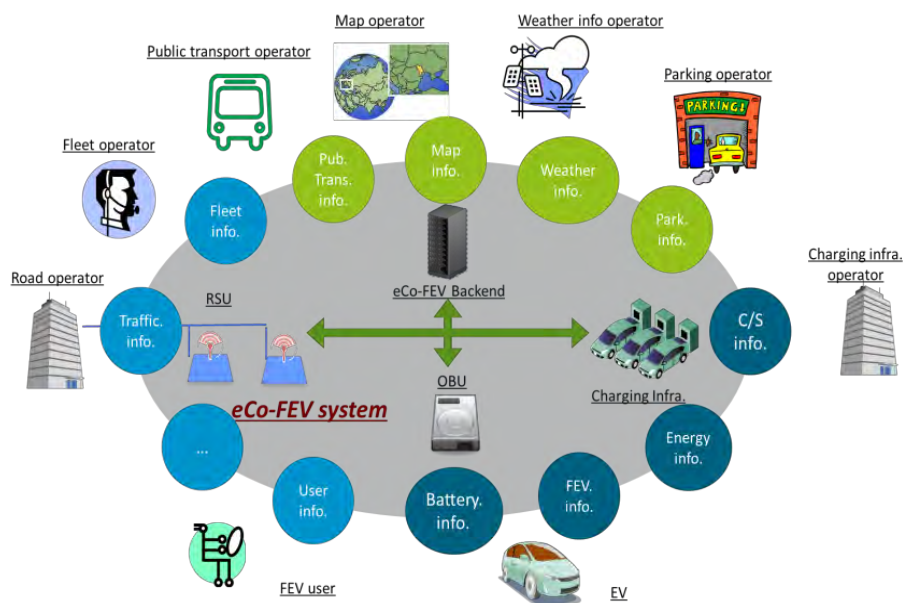 Map operator
Weather info operator
Public transport operator
Parking operator
PARKING!
Fleet operator
Map
info.
Pub.
Trans.
info.
Weather
info.
Fleet
info.
Park.
info.
Road operator
Charging infra.
operator
RSU
eCo-FEV Backend
Traffic.
info.
C/S
info.
OBU
Charging Infra.
eCo-FEV system
...
Energy
info.
User
info.
Battery.
info.
FEV.
info.
FEV user
EV